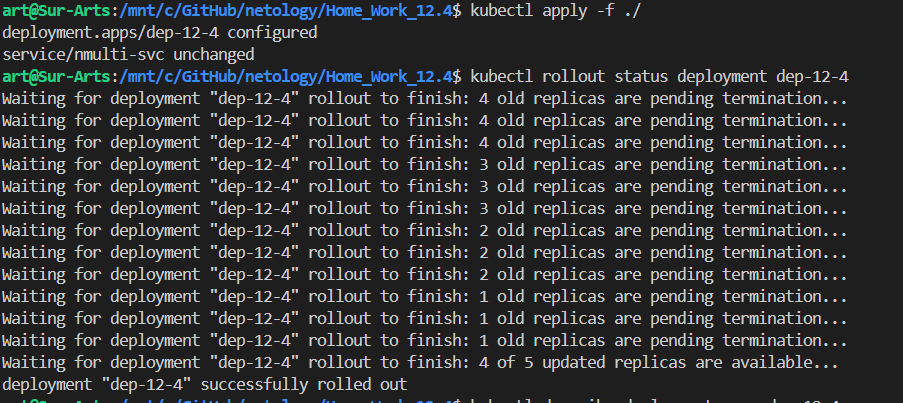 art@Sur-Arts:/mnt/c/GitHub/netology/Home_Work_12.4$ kubectl apply -f ./
deployment.apps/dep-12-4 configured
service/nmulti-svc unchanged
art@Sur-Arts:/mnt/c/GitHub/netology/Home_Work_12.4$ kubectl rollout status deployment dep-12-4
Waiting for deployment "dep-12-4" rollout to finish: 4 old replicas are pending termination...
Waiting for deployment "dep-12-4" rollout to finish: 4 old replicas are pending termination...
Waiting for deployment "dep-12-4" rollout to finish: 4 old replicas are pending termination...
Waiting for deployment "dep-12-4" rollout to finish: 3 old replicas are pending termination...
Waiting for deployment "dep-12-4" rollout to finish: 3 old replicas are pending termination...
Waiting for deployment "dep-12-4" rollout to finish: 3 old replicas are pending termination...
Waiting for deployment "dep-12-4" rollout to finish: 2 old replicas are pending termination...
Waiting for deployment "dep-12-4" rollout to finish: 2 old replicas are pending termination...
Waiting for deployment "dep-12-4" rollout to finish: 2 old replicas are pending termination...
Waiting for deployment "dep-12-4" rollout to finish: 1 old replicas are pending termination...
Waiting for deployment "dep-12-4" rollout to finish: 1 old replicas are pending termination...
Waiting for deployment "dep-12-4" rollout to finish: 1 old replicas are pending termination...
Waiting for deployment "dep-12-4" rollout to finish: 4 of 5 updated replicas are available...
deployment "dep-12-4" successfully rolled out